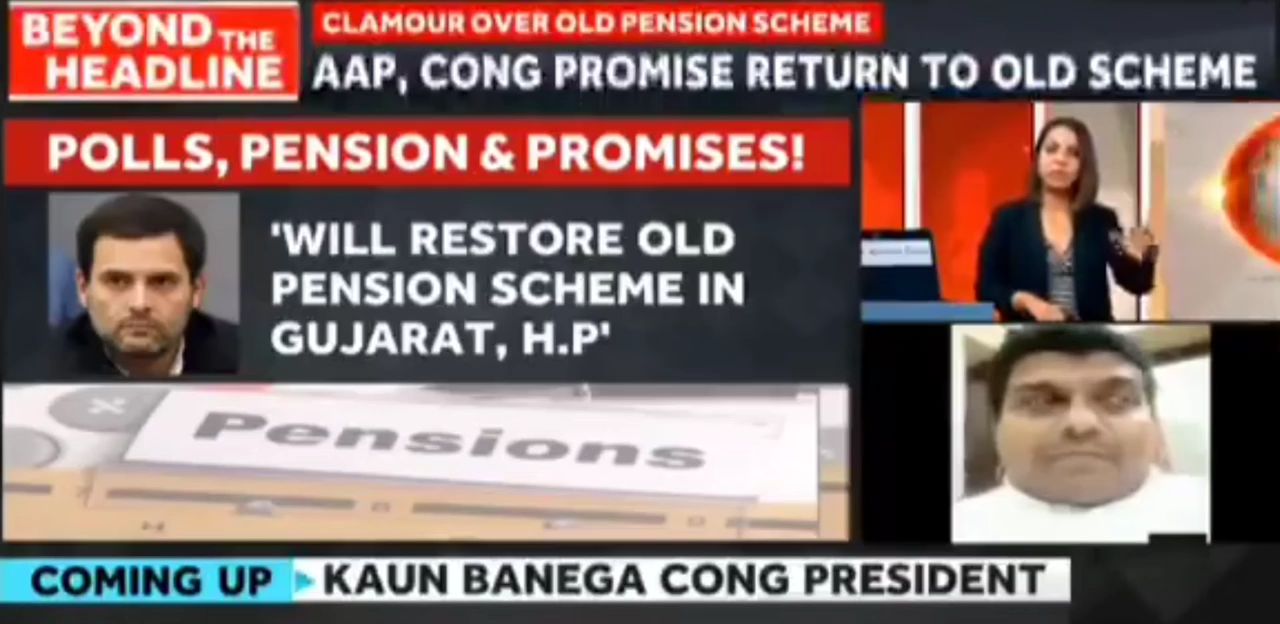 BEYOND THE
HEADLINE
CLAMOUR OVER OLD PENSION SCHEME
AAP, CONG PROMISE RETURN TO OLD SCHEME
POLLS, PENSION & PROMISES!
'WILL RESTORE OLD
PENSION SCHEME IN
GUJARAT, H.P'
Pensions
COMING UP
KAUN BANEGA CONG PRESIDENT